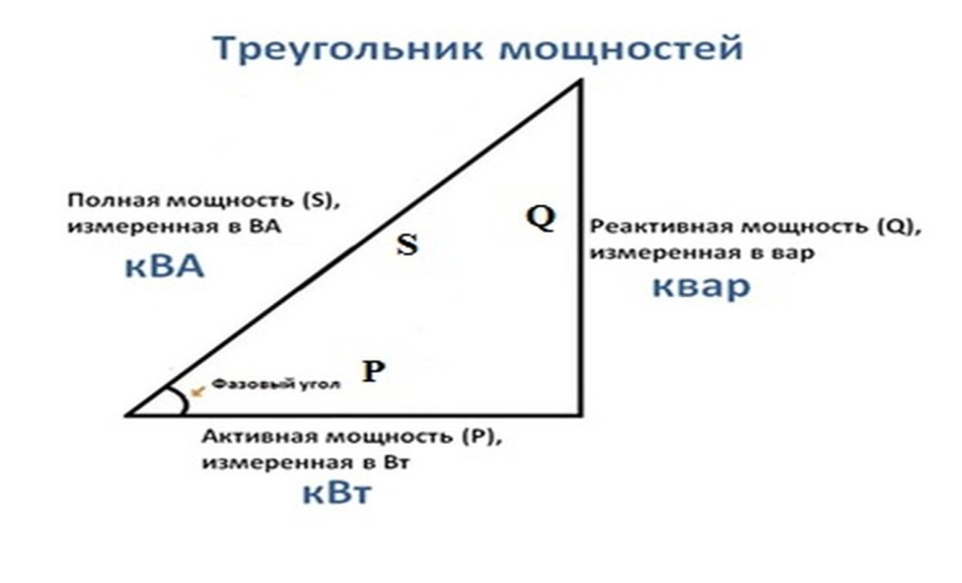 Треугольник мощностей
Полная мощность (S),
измеренная в ВА
кВА
S
Q
Реактивная мощность (Q),
измеренная в вар
квар
Фазовый угол
P
Активная мощность (P),
измеренная в Вт
кВт